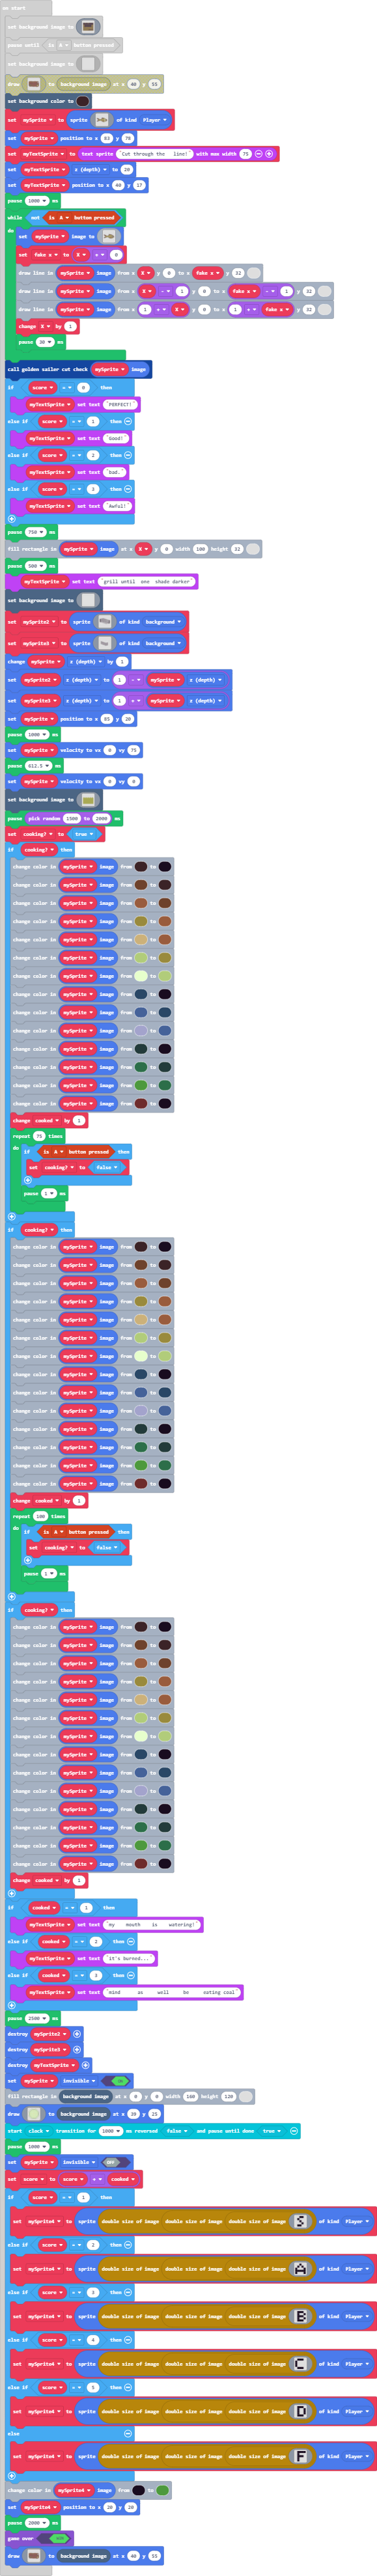 on start
set background image to
pause until is A button pressed
set background image to
draw to background image at x 40 y 55
set background color to
set mySprite to sprite of kind Player
set mySprite position to x 83 y 78
set myTextSprite to text sprite "Cut through the line!" with max width 75
set myTextSprite z (depth) to 20
set myTextSprite position to x 40 y 17
pause 1000 ms
while not is A button pressed
do set mySprite image to
set fake x to X + 0
draw line in mySprite image from x X y 0 to x fake x y 32
draw line in mySprite image from x X - 1 y 0 to x fake x - 1 y 32
draw line in mySprite image from x 1 + X y 0 to x 1 + fake x y 32
change X by 1
pause 30 ms
call golden sailer cut check mySprite image
if score = 0 then
myTextSprite set text "PERFECT!"
else if score = 1 then
myTextSprite set text "Good!"
else if score = 2 then
myTextSprite set text "bad."
else if score = 3 then
myTextSprite set text "Awful!"
pause 750 ms
fill rectangle in mySprite image at x X y 0 width 100 height 32
pause 500 ms
myTextSprite set text "grill until one shade darker"
set background image to
set mySprite2 to sprite of kind background
set mySprite3 to sprite of kind background
change mySprite z (depth) by 1
set mySprite2 z (depth) to 1 - mySprite z (depth)
set mySprite3 z (depth) to 1 + mySprite z (depth)
set mySprite position to x 85 y 20
pause 1000 ms
set mySprite velocity to vx 0 vy 75
pause 612.5 ms
set mySprite velocity to vx 0 vy 0
set background image to
pause pick random 1500 to 2000 ms
set cooking? to true
if cooking? then
change color in mySprite image from to
change color in mySprite image from to
change color in mySprite image from to
change color in mySprite image from to
change color in mySprite image from to
change color in mySprite image from to
change color in mySprite image from to
change color in mySprite image from to
change color in mySprite image from to
change color in mySprite image from to
change color in mySprite image from to
change color in mySprite image from to
change color in mySprite image from to
change color in mySprite image from to
change cooked by 1
repeat 75 times
do if is A button pressed then
set cooking? to false
pause 1 ms
if cooking? then
change color in mySprite image from to
change color in mySprite image from to
change color in mySprite image from to
change color in mySprite image from to
change color in mySprite image from to
change color in mySprite image from to
change color in mySprite image from to
change color in mySprite image from to
change color in mySprite image from to
change color in mySprite image from to
change color in mySprite image from to
change color in mySprite image from to
change color in mySprite image from to
change color in mySprite image from to
change cooked by 1
repeat 100 times
do if is A button pressed then
set cooking? to false
pause 1 ms
if cooking? then
change color in mySprite image from to
change color in mySprite image from to
change color in mySprite image from to
change color in mySprite image from to
change color in mySprite image from to
change color in mySprite image from to
change color in mySprite image from to
change color in mySprite image from to
change color in mySprite image from to
change color in mySprite image from to
change color in mySprite image from to
change color in mySprite image from to
change color in mySprite image from to
change color in mySprite image from to
change cooked by 1
if cooked = 1 then
myTextSprite set text "my mouth is watering!"
else if cooked = 2 then
myTextSprite set text "it's burned..."
else if cooked = 3 then
myTextSprite set text "mind as well be eating coal"
pause 2500 ms
destroy mySprite2
destroy mySprite3
destroy myTextSprite
set mySprite invisible ON
fill rectangle in background image at x 0 y 0 width 160 height 120
draw to background image at x 39 y 25
start clock transition for 1000 ms reversed false and pause until done true
pause 1000 ms
set mySprite invisible OFF
set score to score + cooked
if score = 1 then
set mySprite4 to sprite double size of image double size of image double size of image S of kind Player
else if score = 2 then
set mySprite4 to sprite double size of image double size of image double size of image A of kind Player
else if score = 3 then
set mySprite4 to sprite double size of image double size of image double size of image B of kind Player
else if score = 4 then
set mySprite4 to sprite double size of image double size of image double size of image C of kind Player
else if score = 5 then
set mySprite4 to sprite double size of image double size of image double size of image D of kind Player
else
set mySprite4 to sprite double size of image double size of image double size of image F of kind Player
change color in mySprite4 image from to
set mySprite4 position to x 20 y 20
pause 2000 ms
game over WIN
draw to background image at x 40 y 55